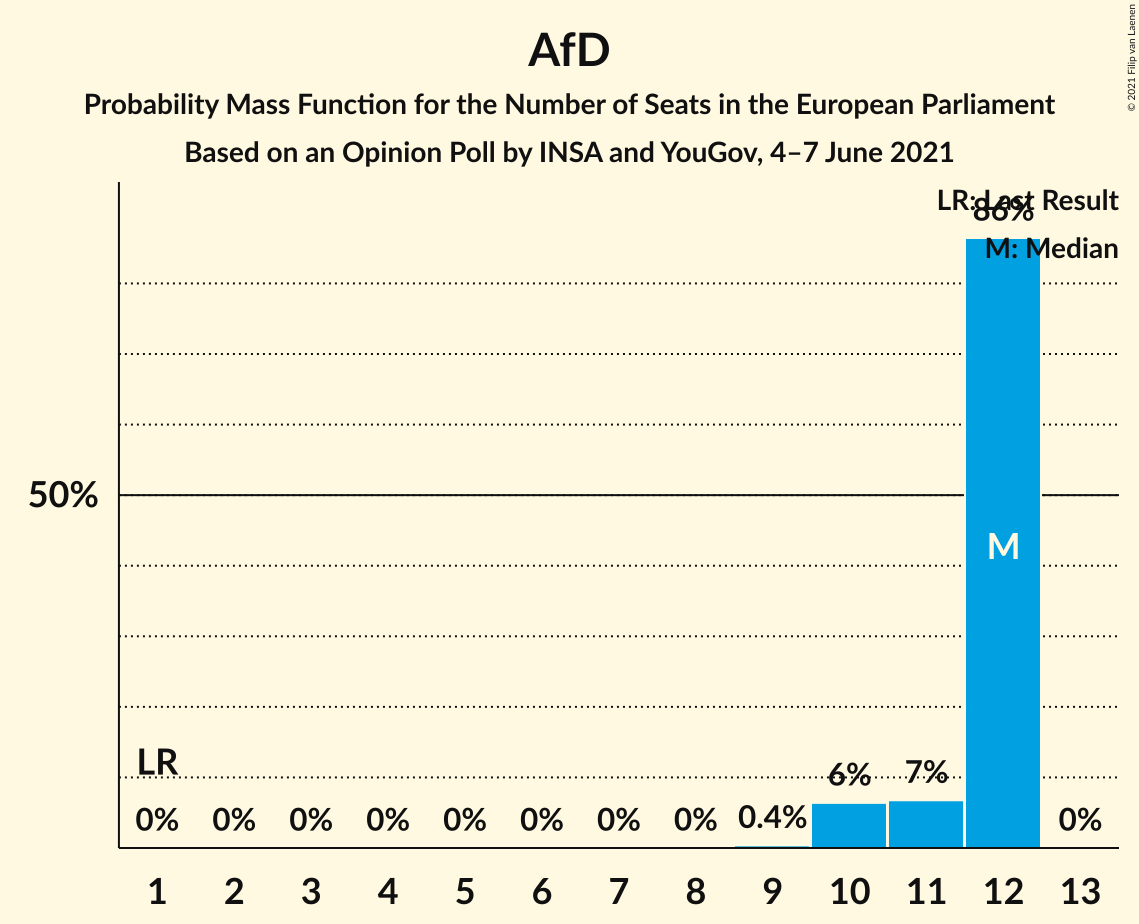 © 2021 Filip van Laenen
AfD
Probability Mass Function for the Number of Seats in the European Parliament
Based on an Opinion Poll by INSA and YouGov, 4–7 June 2021
LR: Last Result
86%
M: Median
50%
M
LR
0% 0% 0% 0% 0% 0% 0% 0% 0.4% 6% 7% 0%
1 2 3 4 5 6 7 8 9 10 11 12 13